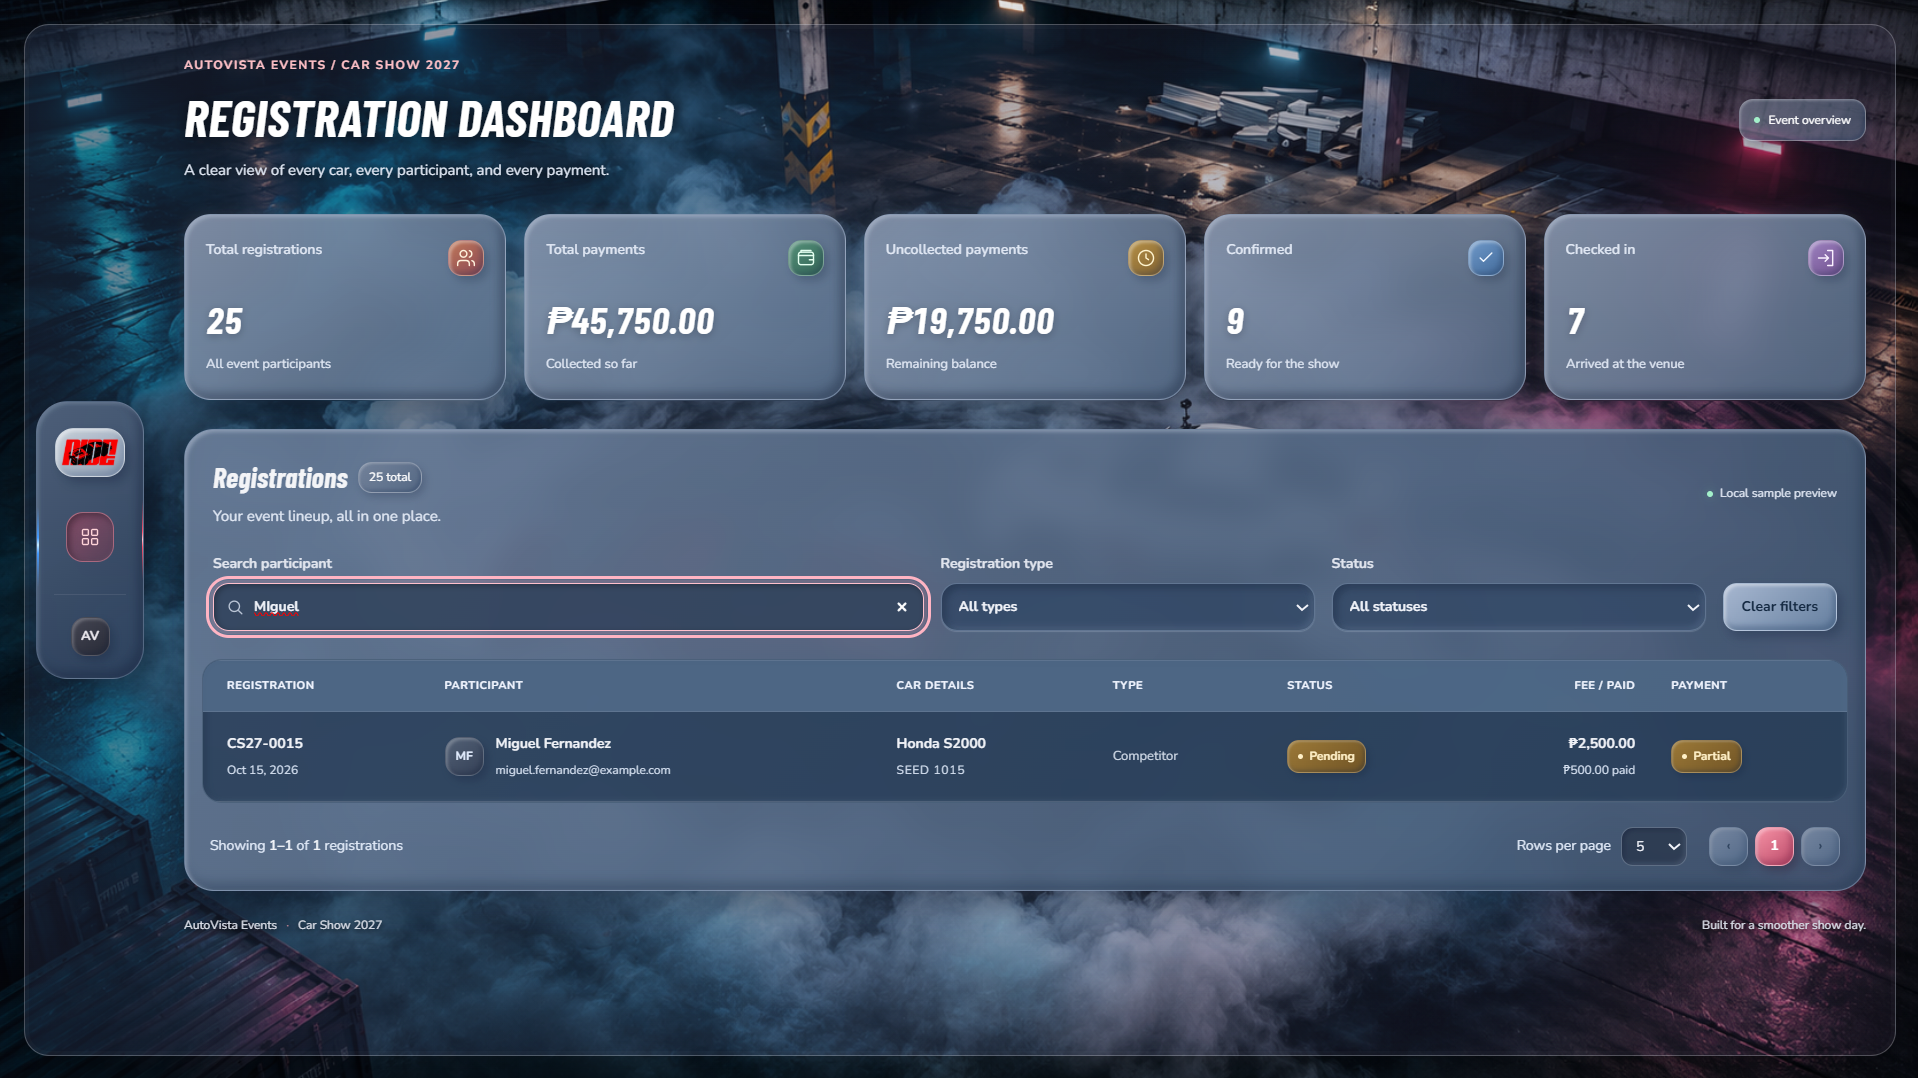 AUTOVISTA EVENTS / CAR SHOW 2027
REGISTRATION DASHBOARD
A clear view of every car, every participant, and every payment.
Event overview
Total registrations
25
All event participants
Total payments
₱45,750.00
Collected so far
Uncollected payments
₱19,750.00
Remaining balance
Confirmed
9
Ready for the show
Checked in
7
Arrived at the venue
RIDE
AV
Registrations
25 total
Your event lineup, all in one place.
Local sample preview
Search participant
MIguel
Registration type
All types
Status
All statuses
Clear filters
REGISTRATION PARTICIPANT CAR DETAILS TYPE STATUS FEE / PAID PAYMENT
CS27-0015
Oct 15, 2026
MF
Miguel Fernandez
miguel.fernandez@example.com
Honda S2000
SEED 1015
Competitor
Pending
₱2,500.00
₱500.00 paid
Partial
Showing 1–1 of 1 registrations
Rows per page 5
‹ 1 ›
AutoVista Events · Car Show 2027
Built for a smoother show day.